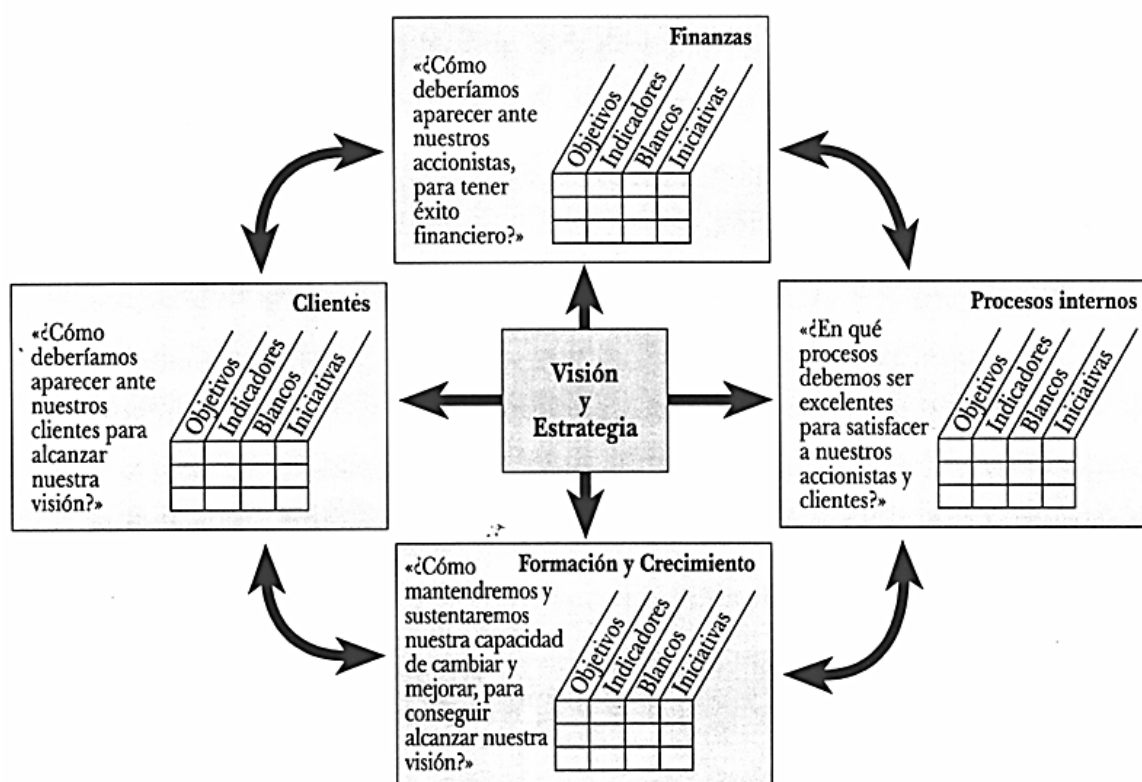 Finanzas
«¿Cómo
deberíamos
aparecer ante
nuestros
accionistas,
para tener
éxito
financiero?»
Objetivos
Indicadores
Blancos
Iniciativas
Clientes
«¿Cómo
deberíamos
aparecer ante
nuestros
clientes para
alcanzar
nuestra
visión?»
Objetivos
Indicadores
Blancos
Iniciativas
Visión
y
Estrategia
Procesos internos
«¿En qué
procesos
debemos ser
excelentes
para satisfacer
a nuestros
accionistas y
clientes?»
Objetivos
Indicadores
Blancos
Iniciativas
Formación y Crecimiento
«¿Cómo
mantendremos y
sustentaremos
nuestra capacidad
de cambiar y
mejorar, para
conseguir
alcanzar nuestra
visión?»
Objetivos
Indicadores
Blancos
Iniciativas